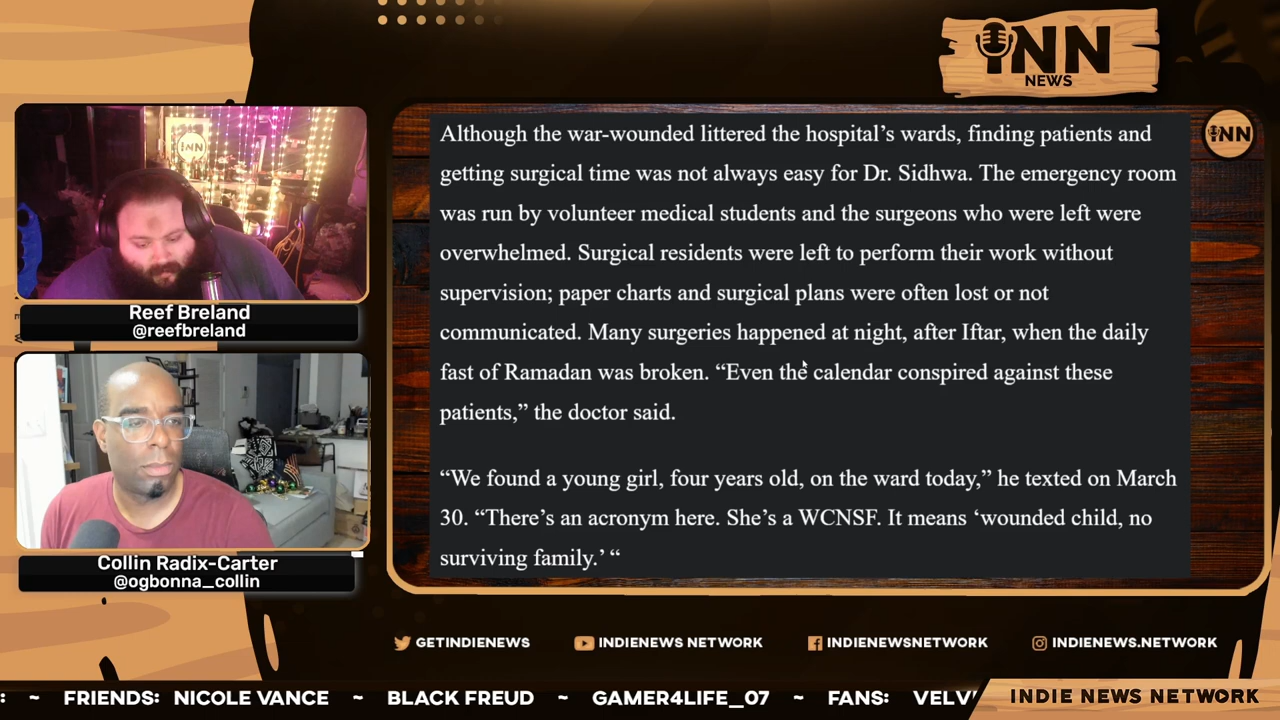 INN
NEWS
INN
INN
Although the war-wounded littered the hospital’s wards, finding patients and
getting surgical time was not always easy for Dr. Sidhwa. The emergency room
was run by volunteer medical students and the surgeons who were left were
overwhelmed. Surgical residents were left to perform their work without
supervision; paper charts and surgical plans were often lost or not
communicated. Many surgeries happened at night, after Iftar, when the daily
fast of Ramadan was broken. “Even the calendar conspired against these
patients,” the doctor said.
“We found a young girl, four years old, on the ward today,” he texted on March
30. “There’s an acronym here. She’s a WCNSF. It means ‘wounded child, no
surviving family.’ “
Reef Breland
@reefbreland
Collin Radix-Carter
@ogbonna_collin
GETINDIENEWS
INDIENEWS NETWORK
INDIENEWSNETWORK
INDIENEWS.NETWORK
: ~ FRIENDS: NICOLE VANCE ~ BLACK FREUD ~ GAMER4LIFE_07 ~ FANS:
INDIE NEWS NETWORK